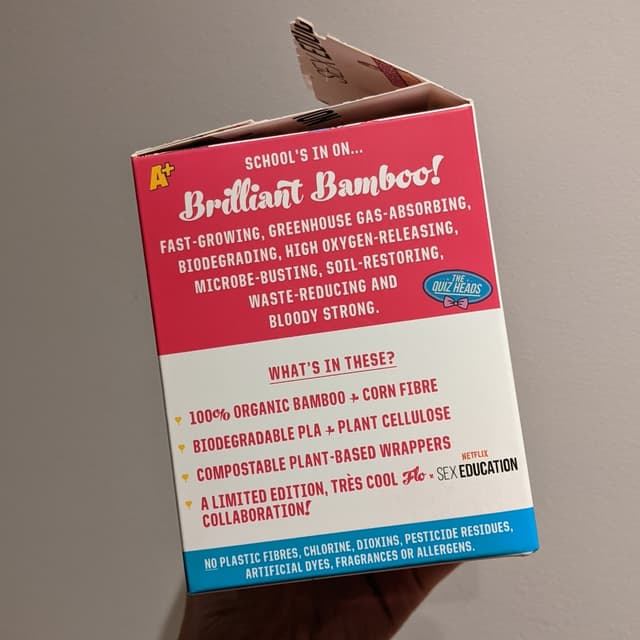 SEX EDUC
A+
SCHOOL'S IN ON...
Brilliant Bamboo!
FAST-GROWING, GREENHOUSE GAS-ABSORBING,
BIODEGRADING, HIGH OXYGEN-RELEASING,
MICROBE-BUSTING, SOIL-RESTORING,
WASTE-REDUCING AND
BLOODY STRONG.
THE
QUIZ HEADS
WHAT'S IN THESE?
100% ORGANIC BAMBOO + CORN FIBRE
BIODEGRADABLE PLA + PLANT CELLULOSE
COMPOSTABLE PLANT-BASED WRAPPERS
A LIMITED EDITION, TRÈS COOL Flo × NETFLIX SEX EDUCATION
COLLABORATION!
NO PLASTIC FIBRES, CHLORINE, DIOXINS, PESTICIDE RESIDUES,
ARTIFICIAL DYES, FRAGRANCES OR ALLERGENS.